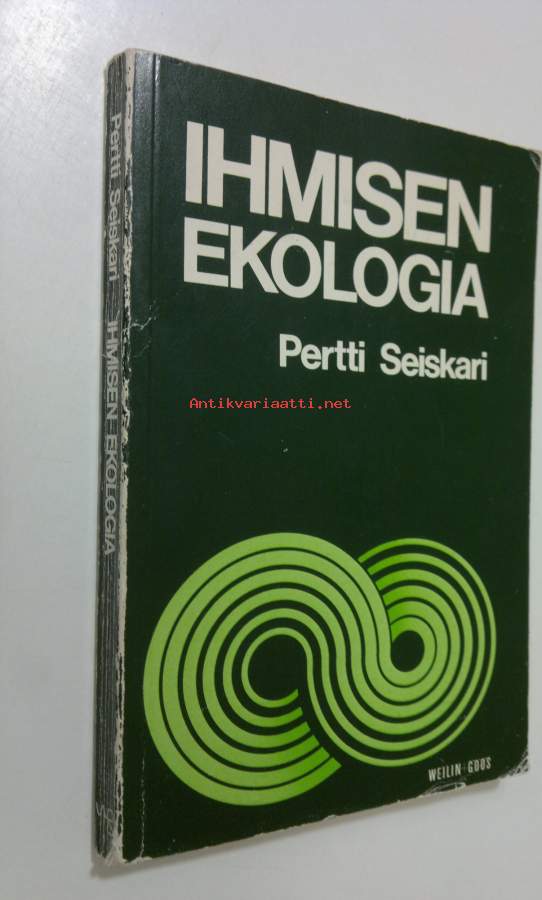 IHMISEN
EKOLOGIA
Pertti Seiskari
Antikvariaatti.net
WEILIN+GÖÖS
Pertti Seiskari IHMISEN EKOLOGIA